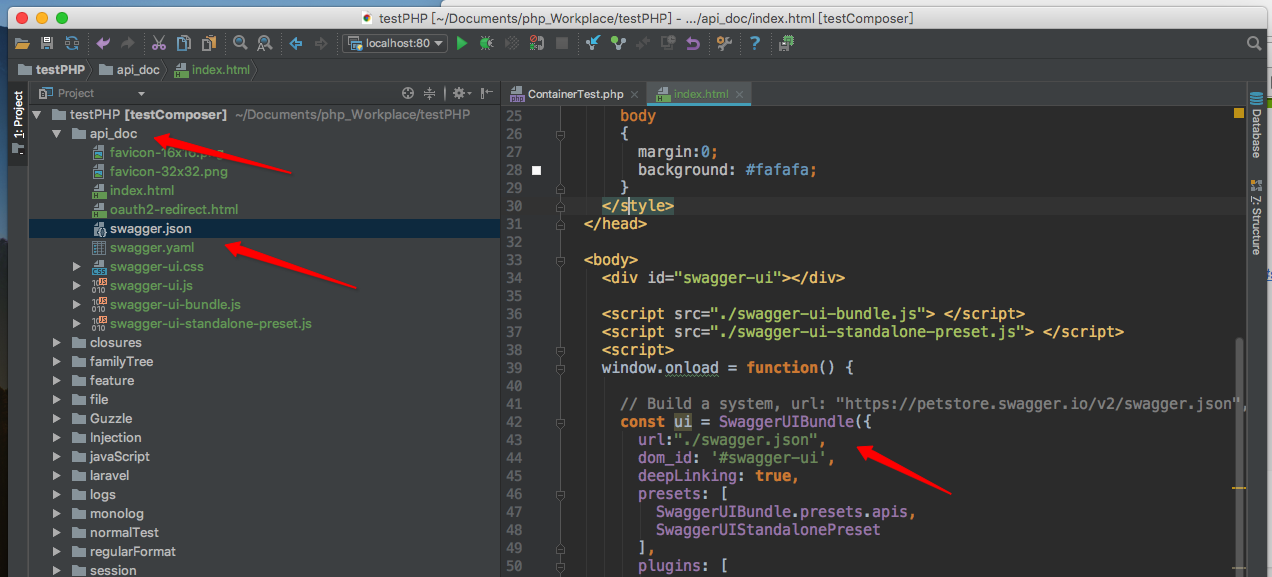 testPHP [~/Documents/php_Workplace/testPHP] - .../api_doc/index.html [testComposer]
localhost:80
testPHP
api_doc
index.html
1: Project
Project
testPHP [testComposer] ~/Documents/php_Workplace/testPHP
api_doc
favicon-16x16.png
favicon-32x32.png
index.html
oauth2-redirect.html
swagger.json
swagger.yaml
swagger-ui.css
swagger-ui.js
swagger-ui-bundle.js
swagger-ui-standalone-preset.js
closures
familyTree
feature
file
Guzzle
Injection
javaScript
laravel
logs
monolog
normalTest
regularFormat
session
ContainerTest.php
index.html
25 body
26 {
27 margin:0;
28 background: #fafafa;
29 }
30 </style>
31 </head>
32
33 <body>
34 <div id="swagger-ui"></div>
35
36 <script src="./swagger-ui-bundle.js"> </script>
37 <script src="./swagger-ui-standalone-preset.js"> </script>
38 <script>
39 window.onload = function() {
40
41 // Build a system, url: "https://petstore.swagger.io/v2/swagger.json",
42 const ui = SwaggerUIBundle({
43 url:"./swagger.json",
44 dom_id: '#swagger-ui',
45 deepLinking: true,
46 presets: [
47 SwaggerUIBundle.presets.apis,
48 SwaggerUIStandalonePreset
49 ],
50 plugins: [
Database
Z: Structure